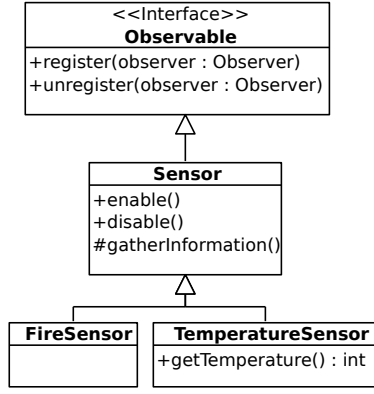 <<Interface>>
Observable
+register(observer : Observer)
+unregister(observer : Observer)
Sensor
+enable()
+disable()
#gatherInformation()
FireSensor
TemperatureSensor
+getTemperature() : int